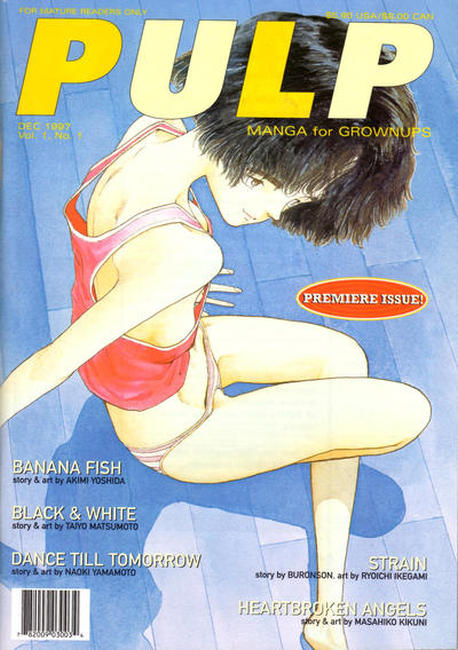 FOR MATURE READERS ONLY
$5.95 USA/$8.00 CAN
PULP
DEC 1997
Vol. 1, No. 1
MANGA for GROWNUPS
PREMIERE ISSUE!
BANANA FISH
story & art by AKIMI YOSHIDA
BLACK & WHITE
story & art by TAIYO MATSUMOTO
DANCE TILL TOMORROW
story & art by NAOKI YAMAMOTO
STRAIN
story by BURONSON. art by RYOICHI IKEGAMI
HEARTBROKEN ANGELS
story & art by MASAHIKO KIKUNI